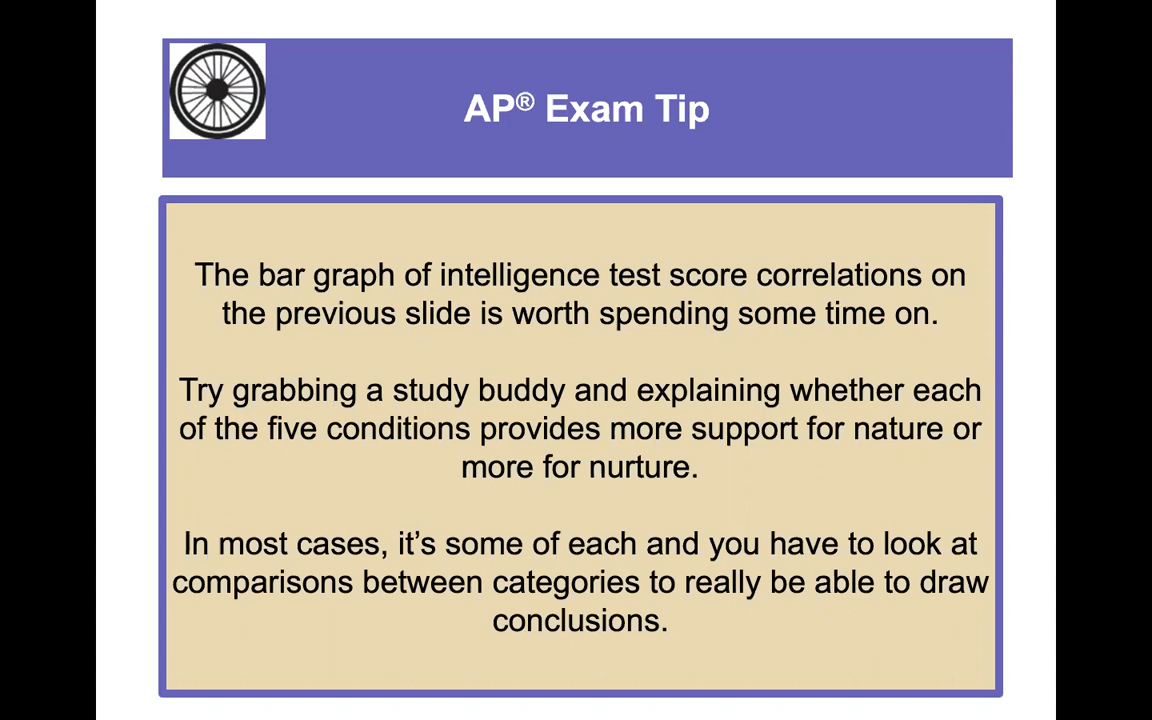 AP® Exam Tip
The bar graph of intelligence test score correlations on
the previous slide is worth spending some time on.
Try grabbing a study buddy and explaining whether each
of the five conditions provides more support for nature or
more for nurture.
In most cases, it’s some of each and you have to look at
comparisons between categories to really be able to draw
conclusions.